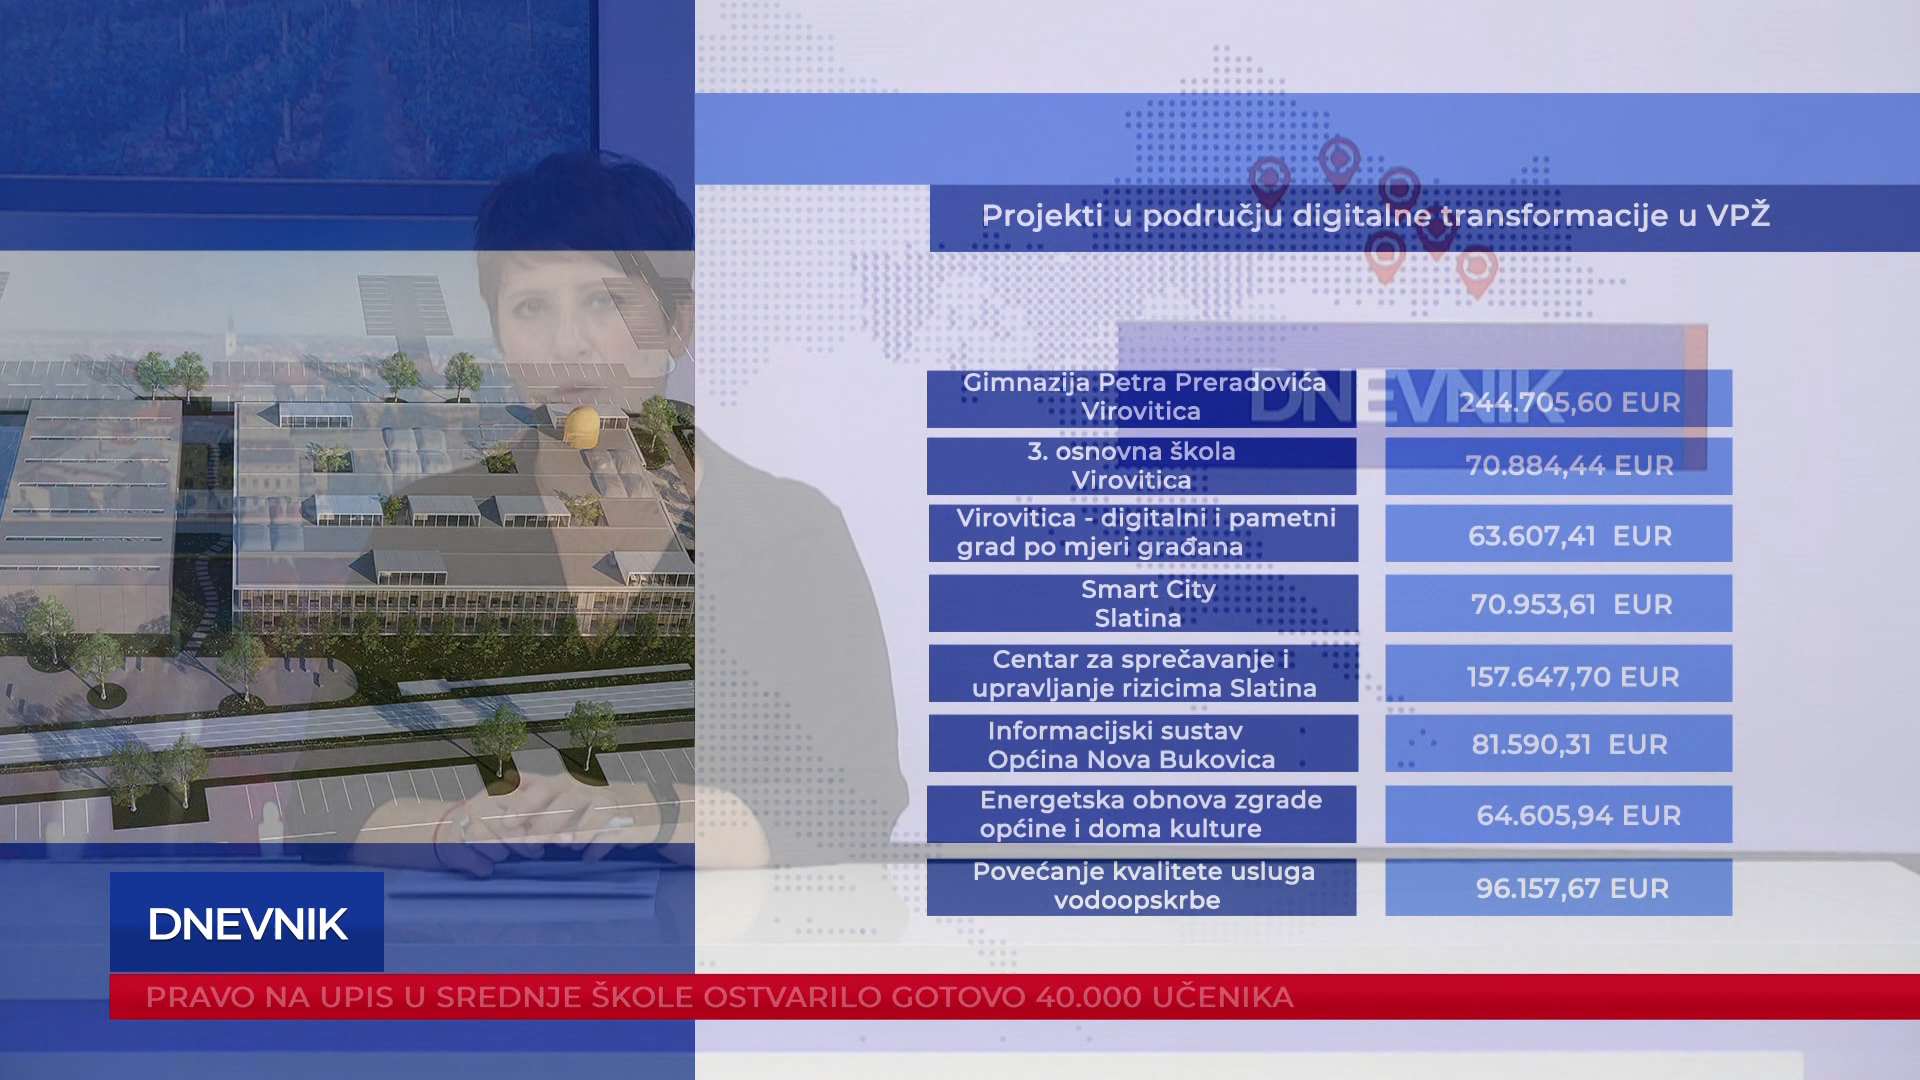 Projekti u području digitalne transformacije u VPŽ
DNEVNIK
Gimnazija Petra Preradovića
Virovitica
244.705,60 EUR
3. osnovna škola
Virovitica
70.884,44 EUR
Virovitica - digitalni i pametni
grad po mjeri građana
63.607,41 EUR
Smart City
Slatina
70.953,61 EUR
Centar za sprečavanje i
upravljanje rizicima Slatina
157.647,70 EUR
Informacijski sustav
Općina Nova Bukovica
81.590,31 EUR
Energetska obnova zgrade
općine i doma kulture
64.605,94 EUR
Povećanje kvalitete usluga
vodoopskrbe
96.157,67 EUR
DNEVNIK
PRAVO NA UPIS U SREDNJE ŠKOLE OSTVARILO GOTOVO 40.000 UČENIKA